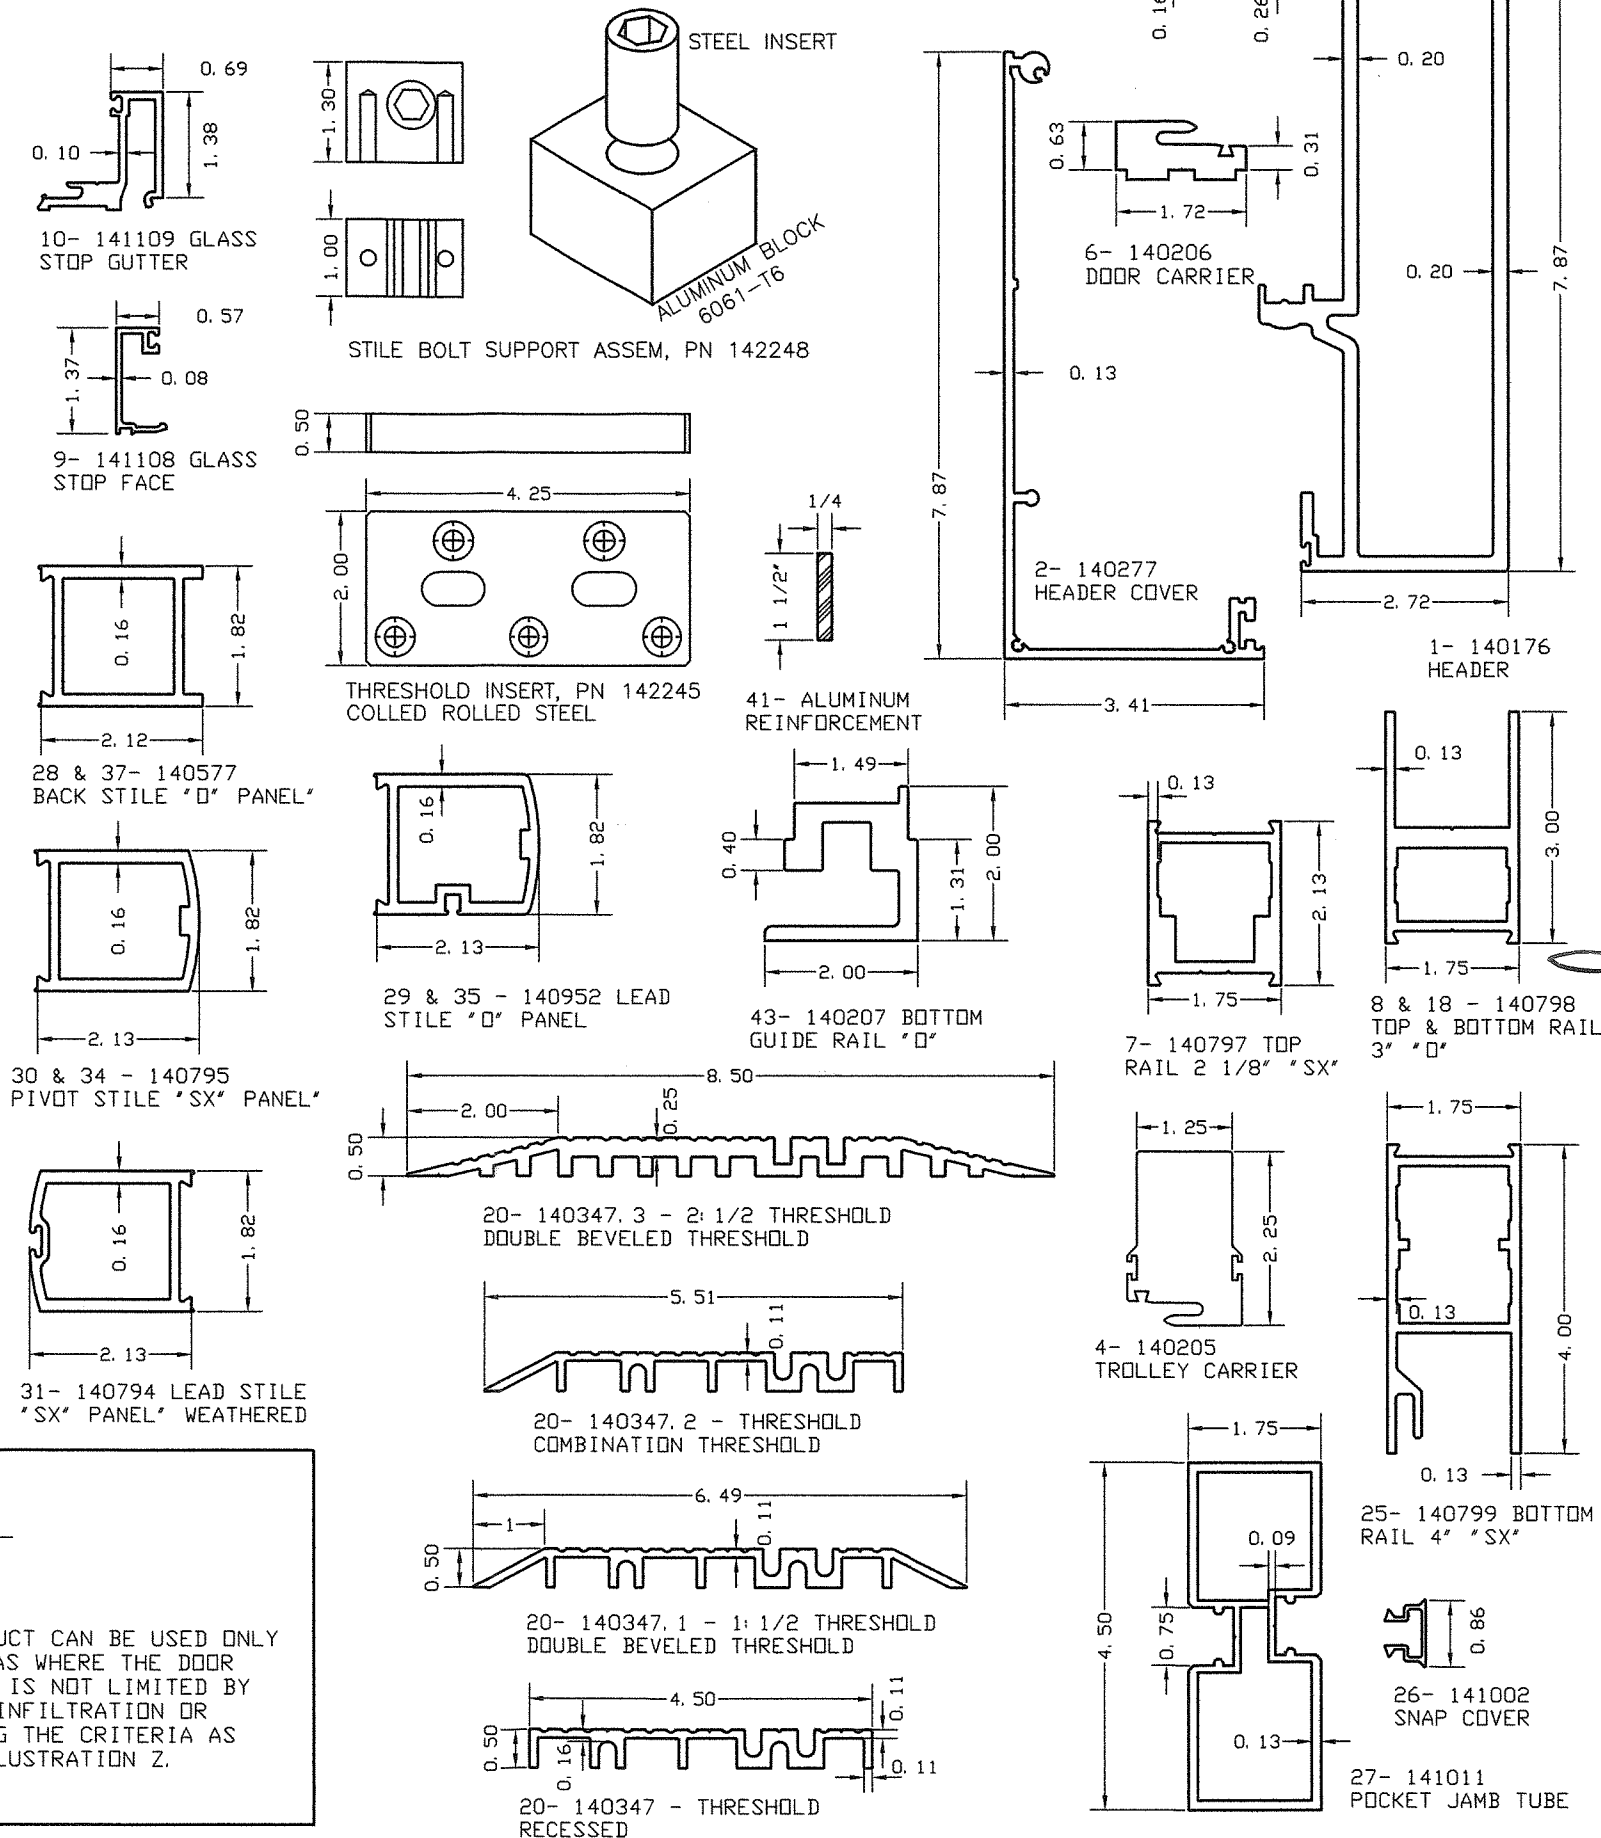 0.69
1.38
0.10
10- 141109 GLASS
STOP GUTTER
1.30
1.00
STEEL INSERT
ALUMINUM BLOCK
6061-T6
STILE BOLT SUPPORT ASSEM, PN 142248
0.57
1.37
0.08
9- 141108 GLASS
STOP FACE
0.50
4.25
2.00
THRESHOLD INSERT, PN 142245
COLLED ROLLED STEEL
1/4
1 1/2"
41- ALUMINUM
REINFORCEMENT
7.87
0.13
2- 140277
HEADER COVER
3.41
0.16
0.26
0.63
0.31
1.72
6- 140206
DOOR CARRIER
0.20
0.20
7.87
2.72
1- 140176
HEADER
0.16
1.82
2.12
28 & 37- 140577
BACK STILE "O" PANEL"
0.16
1.82
2.13
29 & 35 - 140952 LEAD
STILE "O" PANEL
1.49
0.40
1.31
2.00
2.00
43- 140207 BOTTOM
GUIDE RAIL "O"
0.13
2.13
1.75
7- 140797 TOP
RAIL 2 1/8" "SX"
0.13
3.00
1.75
8 & 18 - 140798
TOP & BOTTOM RAIL
3" "O"
0.16
1.82
2.13
30 & 34 - 140795
PIVOT STILE "SX" PANEL"
8.50
2.00
0.25
0.50
20- 140347.3 - 2:1/2 THRESHOLD
DOUBLE BEVELED THRESHOLD
1.25
2.25
4- 140205
TROLLEY CARRIER
1.75
0.13
4.00
0.13
25- 140799 BOTTOM
RAIL 4" "SX"
0.16
1.82
2.13
31- 140794 LEAD STILE
"SX" PANEL" WEATHERED
5.51
0.11
20- 140347.2 - THRESHOLD
COMBINATION THRESHOLD
6.49
1
0.11
0.50
20- 140347.1 - 1:1/2 THRESHOLD
DOUBLE BEVELED THRESHOLD
4.50
0.11
0.50
0.16
0.11
20- 140347 - THRESHOLD
RECESSED
1.75
0.09
4.50
0.75
0.13
27- 141011
POCKET JAMB TUBE
0.86
26- 141002
SNAP COVER
UCT CAN BE USED ONLY
AS WHERE THE DOOR
IS NOT LIMITED BY
INFILTRATION OR
G THE CRITERIA AS
LUSTRATION Z.